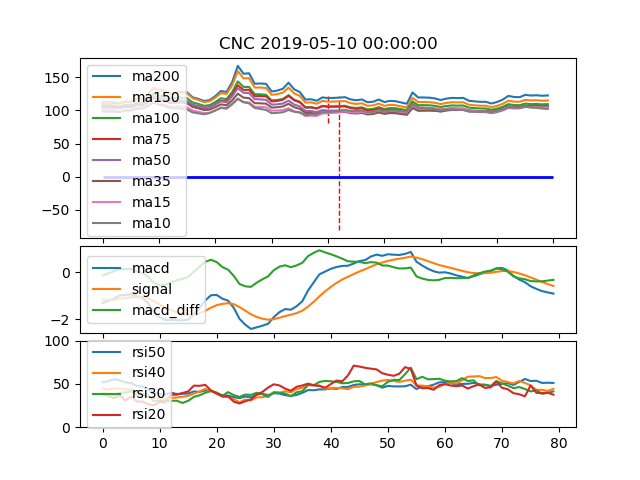 CNC 2019-05-10 00:00:00
150
100
50
0
−50
ma200
ma150
ma100
ma75
ma50
ma35
ma15
ma10
0
−2
macd
signal
macd_diff
100
50
0
rsi50
rsi40
rsi30
rsi20
0 10 20 30 40 50 60 70 80